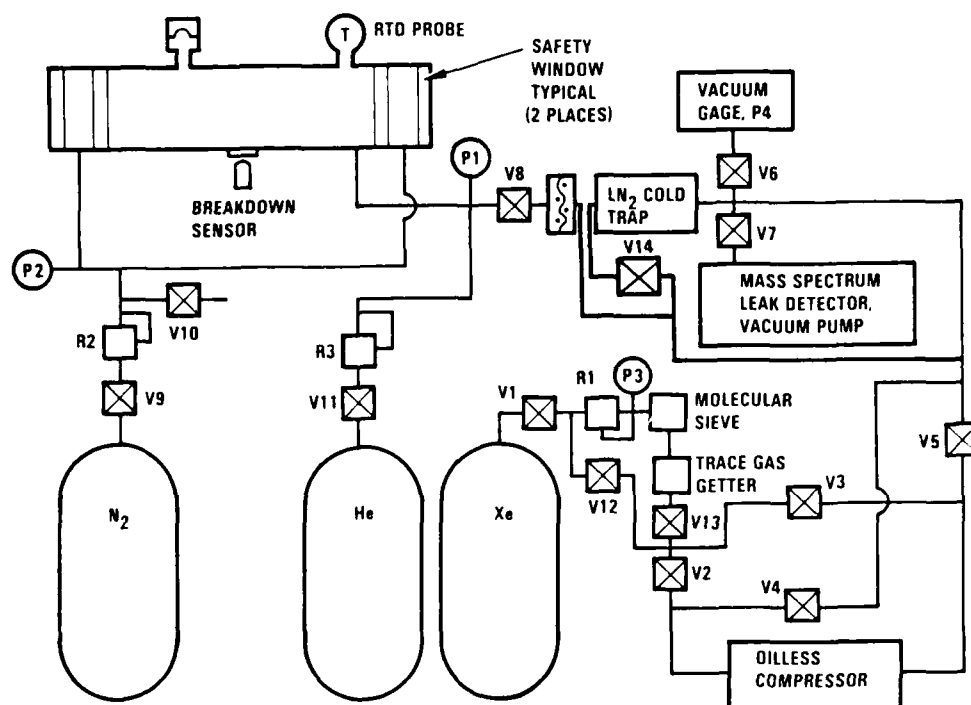 T
RTD PROBE
SAFETY
WINDOW
TYPICAL
(2 PLACES)
VACUUM
GAGE, P4
P1
V8
V6
LN2 COLD
TRAP
BREAKDOWN
SENSOR
V7
V14
P2
MASS SPECTRUM
LEAK DETECTOR,
VACUUM PUMP
V10
R2
R3
R1
P3
V1
MOLECULAR
SIEVE
V9
V11
V5
TRACE GAS
GETTER
V3
V12
N2
He
Xe
V13
V2
V4
OILLESS
COMPRESSOR